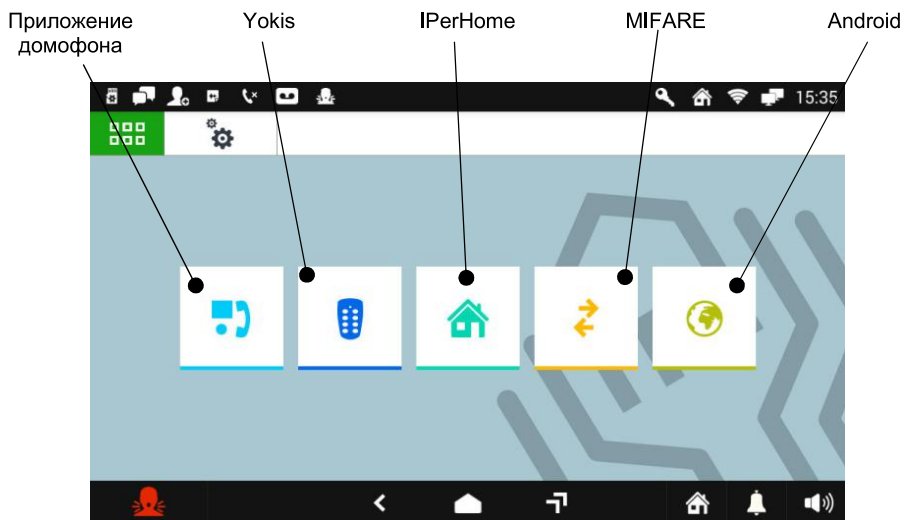 Приложение
домофона
Yokis
IPerHome
MIFARE
Android
15:35